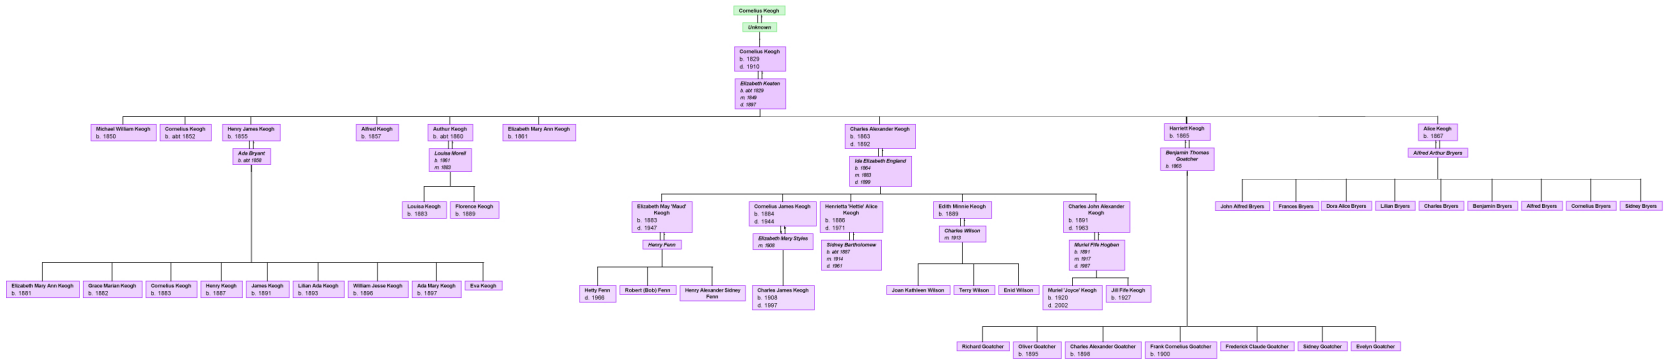 Cornelius Keogh
Unknown
Cornelius Keogh
b. 1829
d. 1910
Elizabeth Keaten
b. abt 1829
m. 1849
d. 1897
Michael William Keogh
b. 1850
Cornelius Keogh
b. abt 1852
Henry James Keogh
b. 1855
Ada Bryant
b. abt 1858
Alfred Keogh
b. 1857
Authur Keogh
b. abt 1860
Louisa Morell
b. 1861
m. 1882
Elizabeth Mary Ann Keogh
b. 1861
Charles Alexander Keogh
b. 1863
d. 1892
Ida Elizabeth England
b. 1864
m. 1883
d. 1899
Harriett Keogh
b. 1865
Benjamin Thomas
Goatcher
b. 1865
Alice Keogh
b. 1867
Alfred Arthur Bryers
Louisa Keogh
b. 1883
Florence Keogh
b. 1889
Elizabeth May 'Maud'
Keogh
b. 1883
d. 1947
Henry Fenn
Cornelius James Keogh
b. 1884
d. 1944
Elizabeth Mary Styles
m. 1908
Henrietta 'Hettie' Alice
Keogh
b. 1886
d. 1971
Sidney Bartholomew
b. abt 1887
m. 1914
d. 1961
Edith Minnie Keogh
b. 1889
Charles Wilson
m. 1913
Charles John Alexander
Keogh
b. 1891
d. 1963
Muriel Fife Hogben
b. 1891
m. 1917
d. 1987
John Alfred Bryers
Frances Bryers
Dora Alice Bryers
Lilian Bryers
Charles Bryers
Benjamin Bryers
Alfred Bryers
Cornelius Bryers
Sidney Bryers
Elizabeth Mary Ann Keogh
b. 1881
Grace Marian Keogh
b. 1882
Cornelius Keogh
b. 1883
Henry Keogh
b. 1887
James Keogh
b. 1891
Lilian Ada Keogh
b. 1893
William Jesse Keogh
b. 1896
Ada Mary Keogh
b. 1897
Eva Keogh
Hetty Fenn
d. 1966
Robert (Bob) Fenn
Henry Alexander Sidney
Fenn
Charles James Keogh
b. 1908
d. 1997
Joan Kathleen Wilson
Terry Wilson
Enid Wilson
Muriel 'Joyce' Keogh
b. 1920
d. 2002
Jill Fife Keogh
b. 1927
Richard Goatcher
Oliver Goatcher
b. 1895
Charles Alexander Goatcher
b. 1898
Frank Cornelius Goatcher
b. 1900
Frederick Claude Goatcher
Sidney Goatcher
Evelyn Goatcher